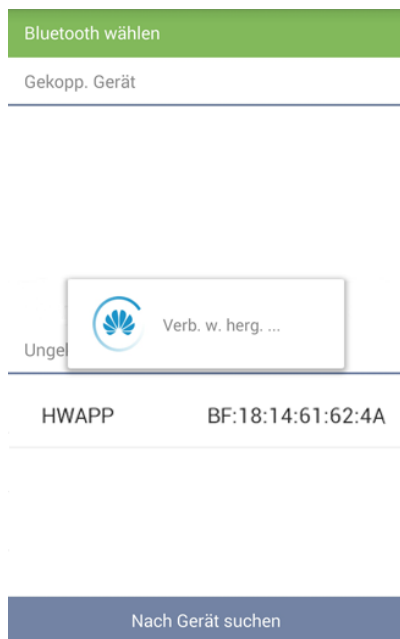 Bluetooth wählen
Gekopp. Gerät
Verb. w. herg. ...
HWAPP BF:18:14:61:62:4A
Nach Gerät suchen